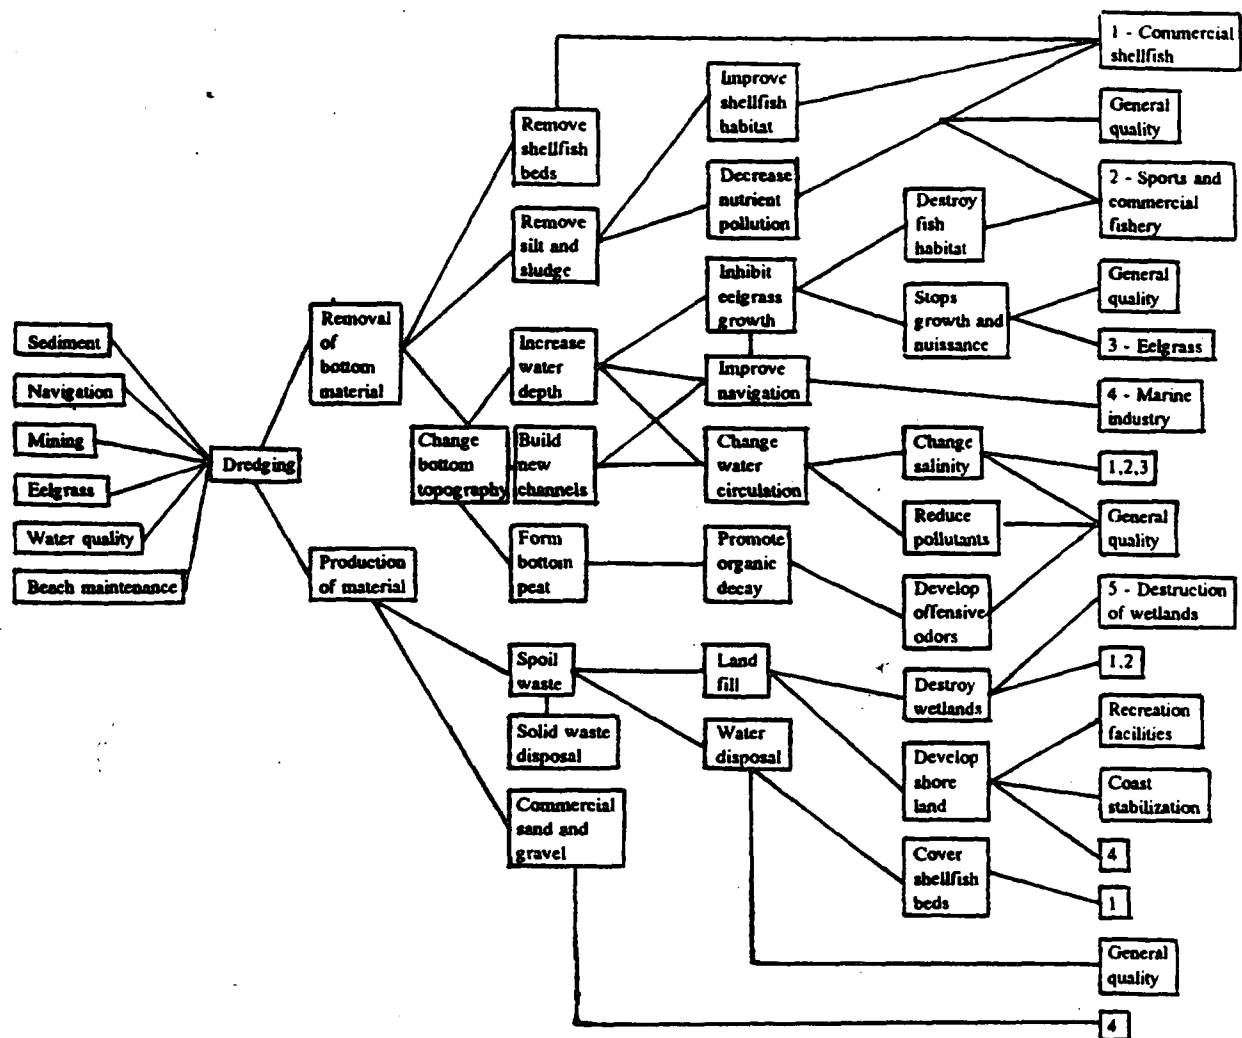 Sediment
Navigation
Mining
Eelgrass
Water quality
Beach maintenance
Dredging
Removal
of
bottom
material
Production
of material
Change
bottom
topography
Remove
shellfish
beds
Remove
silt and
sludge
Increase
water
depth
Build
new
channels
Form
bottom
peat
Spoil
waste
Solid waste
disposal
Commercial
sand and
gravel
Improve
shellfish
habitat
Decrease
nutrient
pollution
Inhibit
eelgrass
growth
Improve
navigation
Change
water
circulation
Promote
organic
decay
Land
fill
Water
disposal
Destroy
fish
habitat
Stops
growth and
nuissance
Change
salinity
Reduce
pollutants
Develop
offensive
odors
Destroy
wetlands
Develop
shore
land
Cover
shellfish
beds
1 - Commercial
shellfish
General
quality
2 - Sports and
commercial
fishery
General
quality
3 - Eelgrass
4 - Marine
industry
1,2,3
General
quality
5 - Destruction
of wetlands
1,2
Recreation
facilities
Coast
stabilization
4
1
General
quality
4